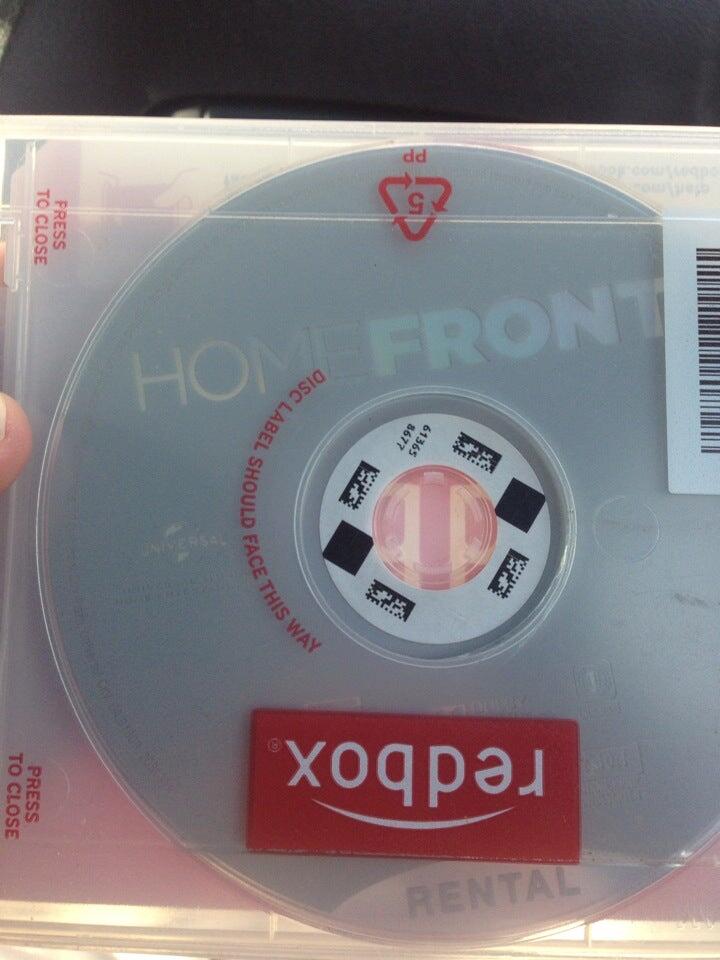 PP
5
PRESS
TO CLOSE
HOMEFRONT
DISC LABEL SHOULD FACE THIS WAY
61365
8677
UNIVERSAL
redbox®
PRESS
TO CLOSE
RENTAL